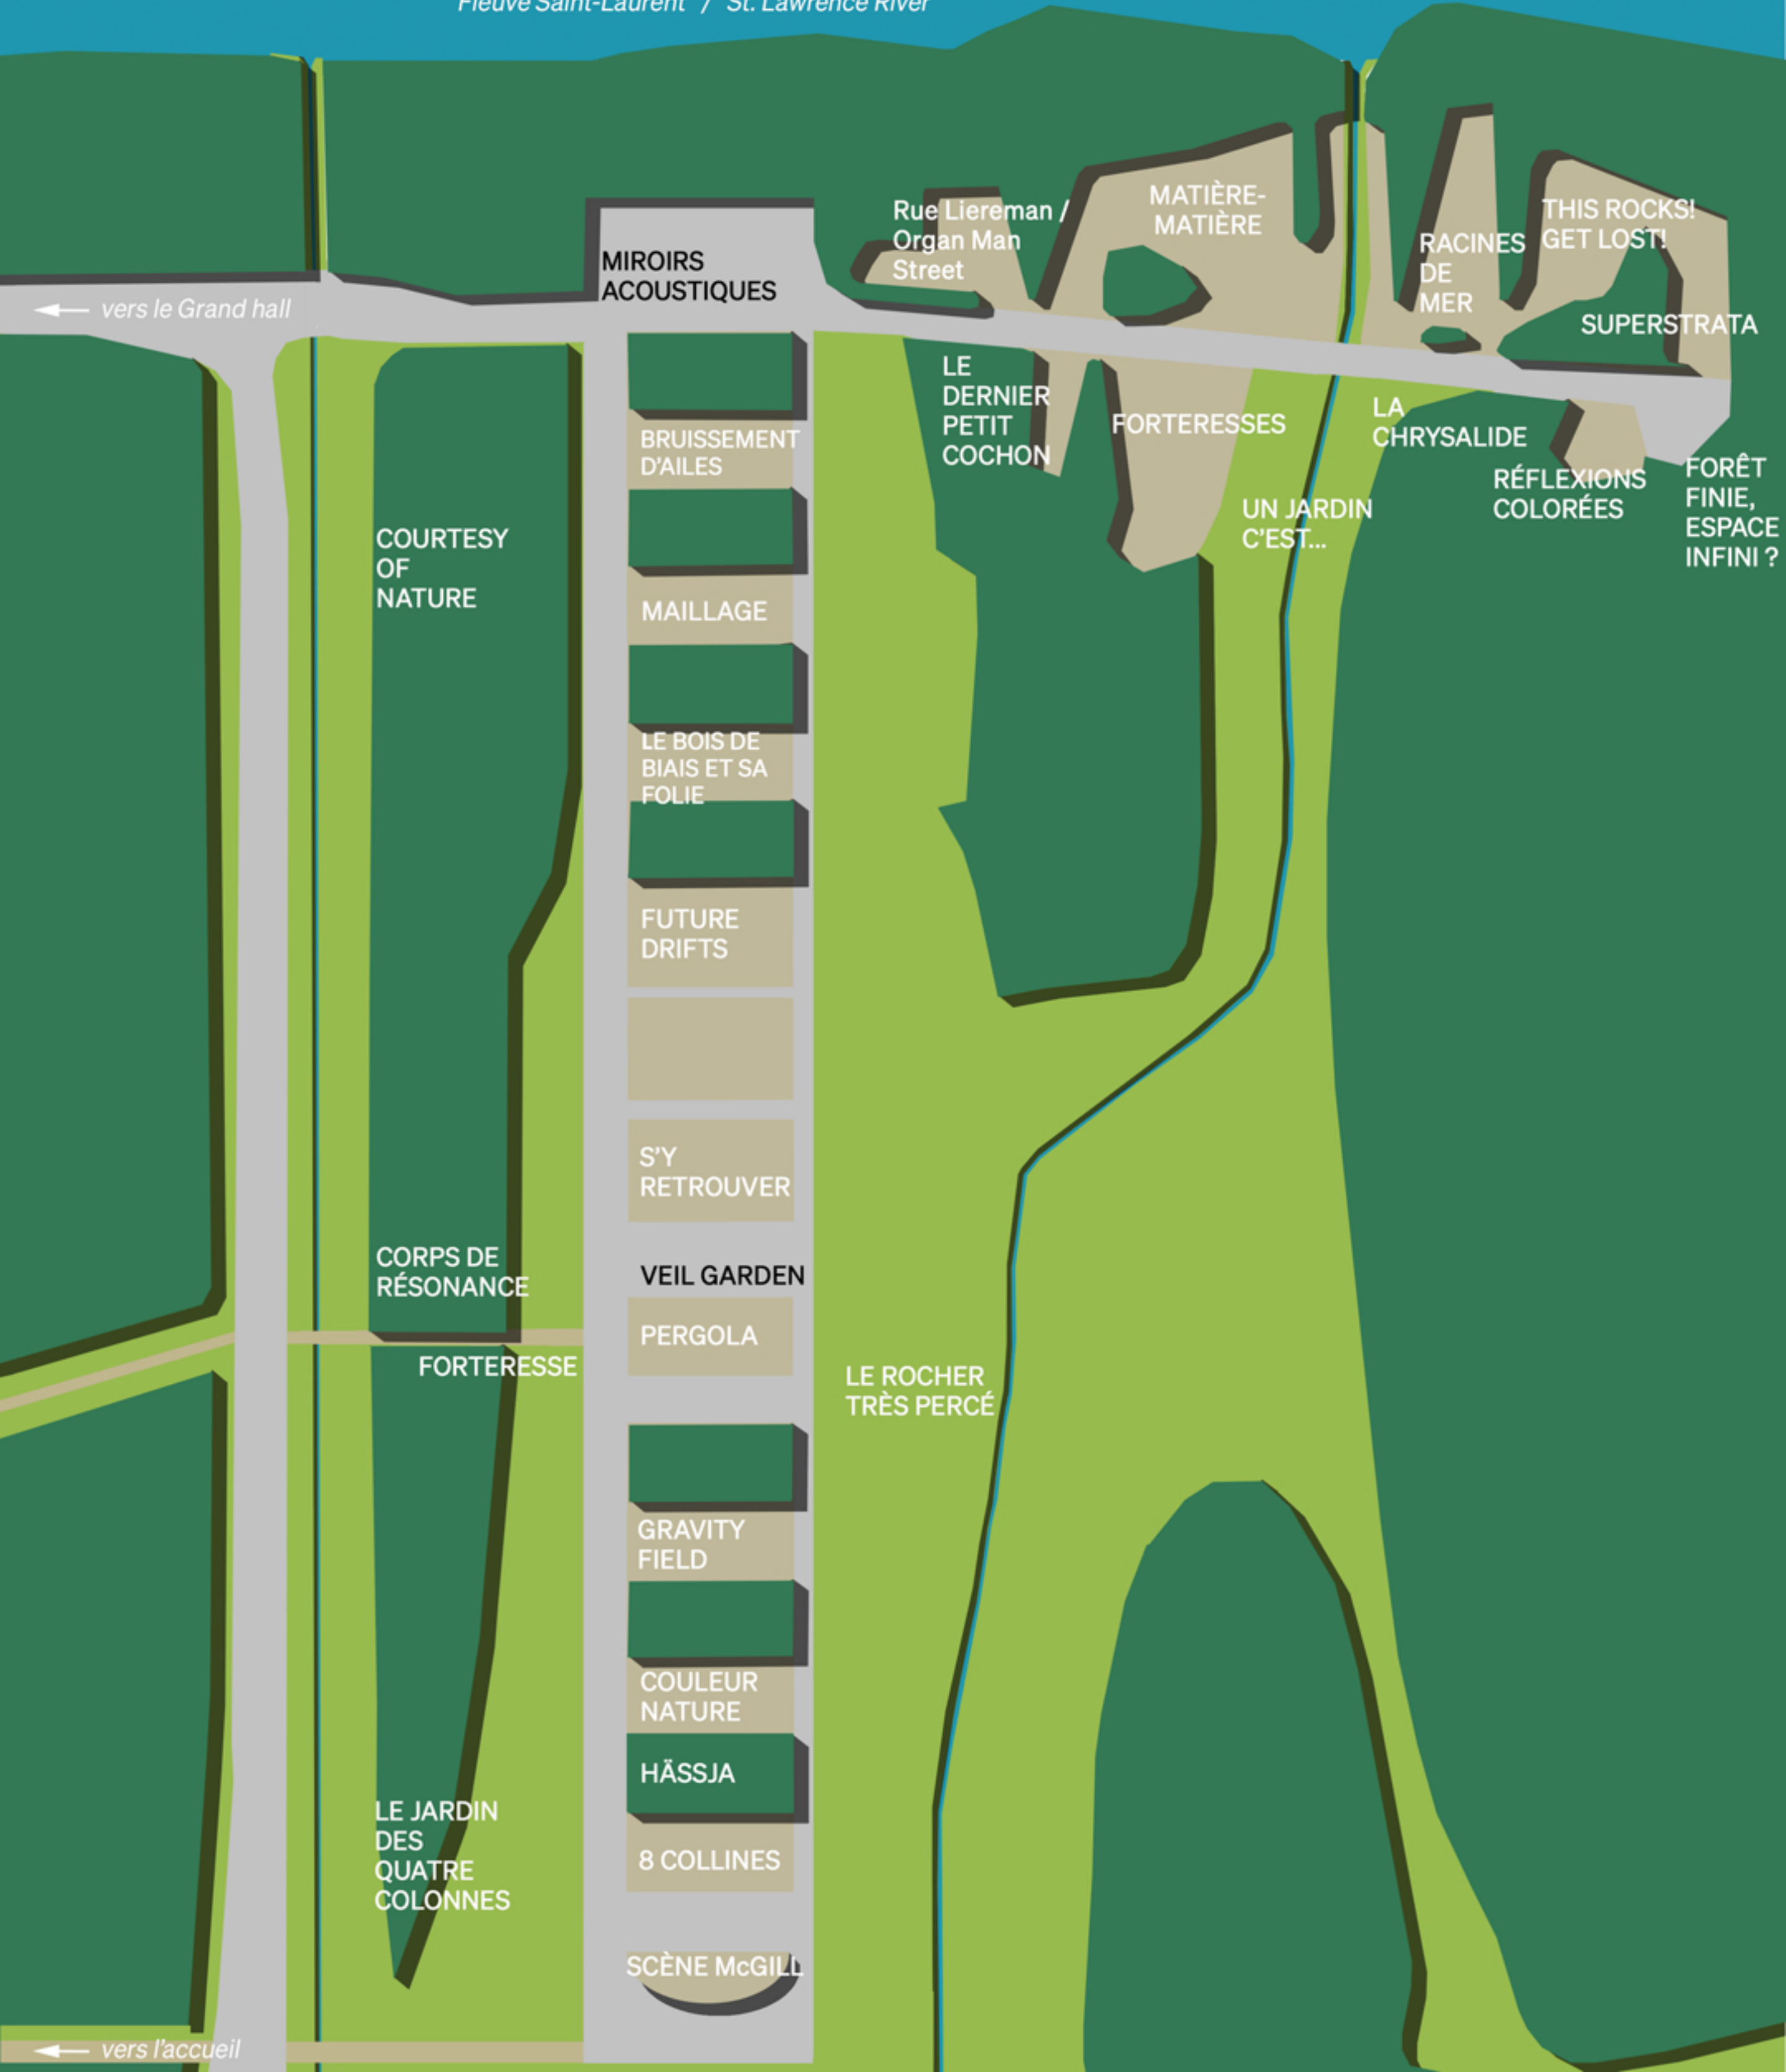 Fleuve Saint-Laurent / St. Lawrence River
Rue Liereman /
Organ Man
Street
MATIÈRE-
MATIÈRE
RACINES
DE
MER
THIS ROCKS!
GET LOST!
SUPERSTRATA
MIROIRS
ACOUSTIQUES
vers le Grand hall
LE
DERNIER
PETIT
COCHON
FORTERESSES
LA
CHRYSALIDE
UN JARDIN
C'EST...
RÉFLEXIONS
COLORÉES
FORÊT
FINIE,
ESPACE
INFINI ?
COURTESY
OF
NATURE
BRUISSEMENT
D'AILES
MAILLAGE
LE BOIS DE
BIAIS ET SA
FOLIE
FUTURE
DRIFTS
S'Y
RETROUVER
CORPS DE
RÉSONANCE
VEIL GARDEN
PERGOLA
FORTERESSE
LE ROCHER
TRÈS PERCÉ
GRAVITY
FIELD
COULEUR
NATURE
HÄSSJA
LE JARDIN
DES
QUATRE
COLONNES
8 COLLINES
SCÈNE McGILL
vers l'accueil